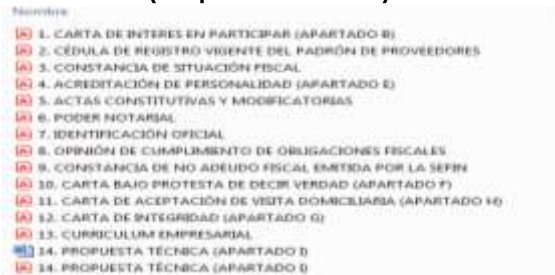 Nombre
1. CARTA DE INTERES EN PARTICIPAR (APARTADO B)
2. CÉDULA DE REGISTRO VIGENTE DEL PADRÓN DE PROVEEDORES
3. CONSTANCIA DE SITUACIÓN FISCAL
4. ACREDITACIÓN DE PERSONALIDAD (APARTADO E)
5. ACTAS CONSTITUTIVAS Y MODIFICATORIAS
6. PODER NOTARIAL
7. IDENTIFICACIÓN OFICIAL
8. OPINIÓN DE CUMPLIMIENTO DE OBLIGACIONES FISCALES
9. CONSTANCIA DE NO ADEUDO FISCAL EMITIDA POR LA SEFIN
10. CARTA BAJO PROTESTA DE DECIR VERDAD (APARTADO F)
11. CARTA DE ACEPTACIÓN DE VISITA DOMICILIARIA (APARTADO H)
12. CARTA DE INTEGRIDAD (APARTADO G)
13. CURRICULUM EMPRESARIAL
14. PROPUESTA TÉCNICA (APARTADO I)
14. PROPUESTA TÉCNICA (APARTADO I)